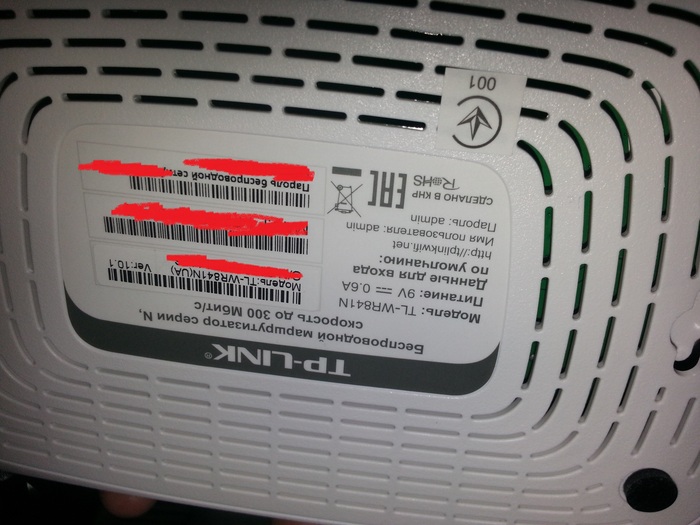 TP-LINK®
Беспроводной маршрутизатор серии N,
скорость до 300 Мбит/с
Модель: TL-WR841N
Питание: 9V ⎓ 0.6A
Данные для входа
по умолчанию:
http://tplinkwifi.net
Имя пользователя: admin
Пароль: admin
СДЕЛАНО В КНР
EAC
RoHS
Модель:TL-WR841N(UA) Ver:10.1
Пароль беспроводной
001